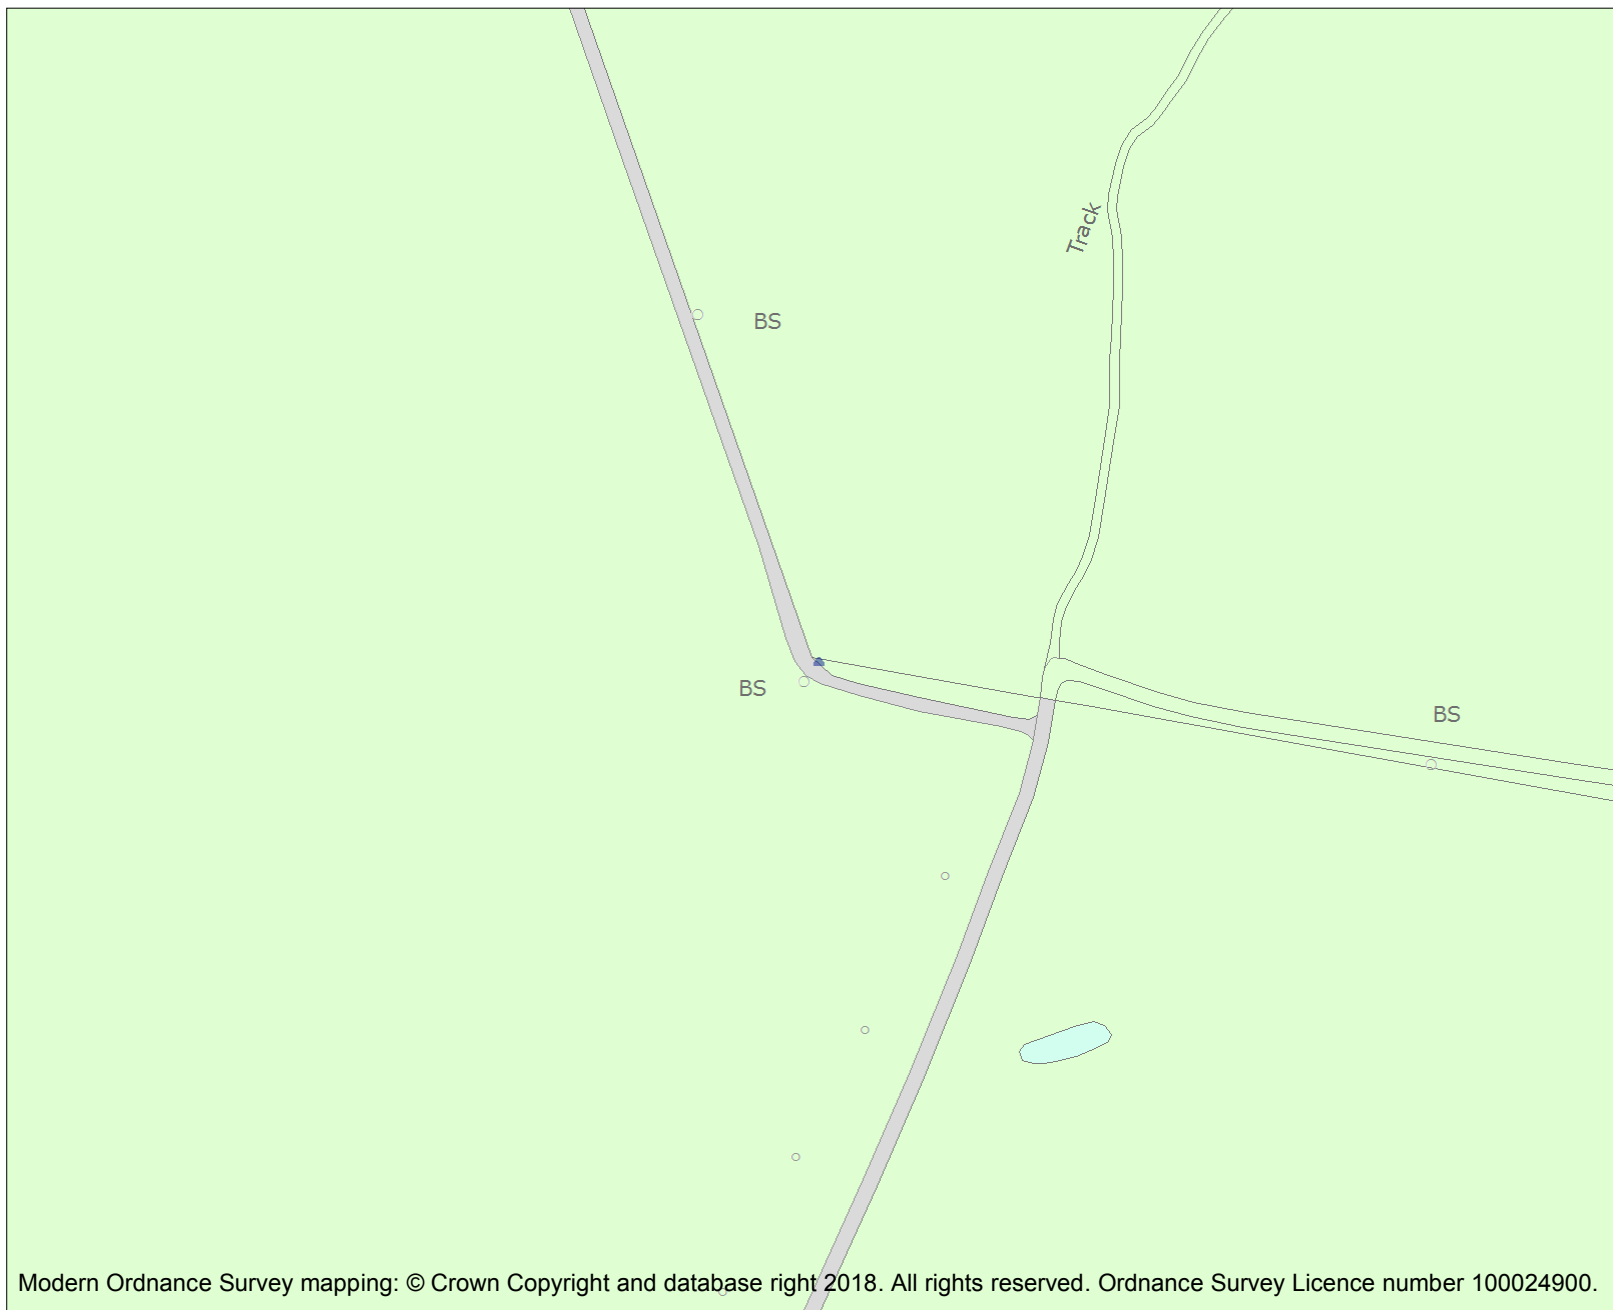 Track
BS
BS
BS
Modern Ordnance Survey mapping: © Crown Copyright and database right 2018. All rights reserved. Ordnance Survey Licence number 100024900.